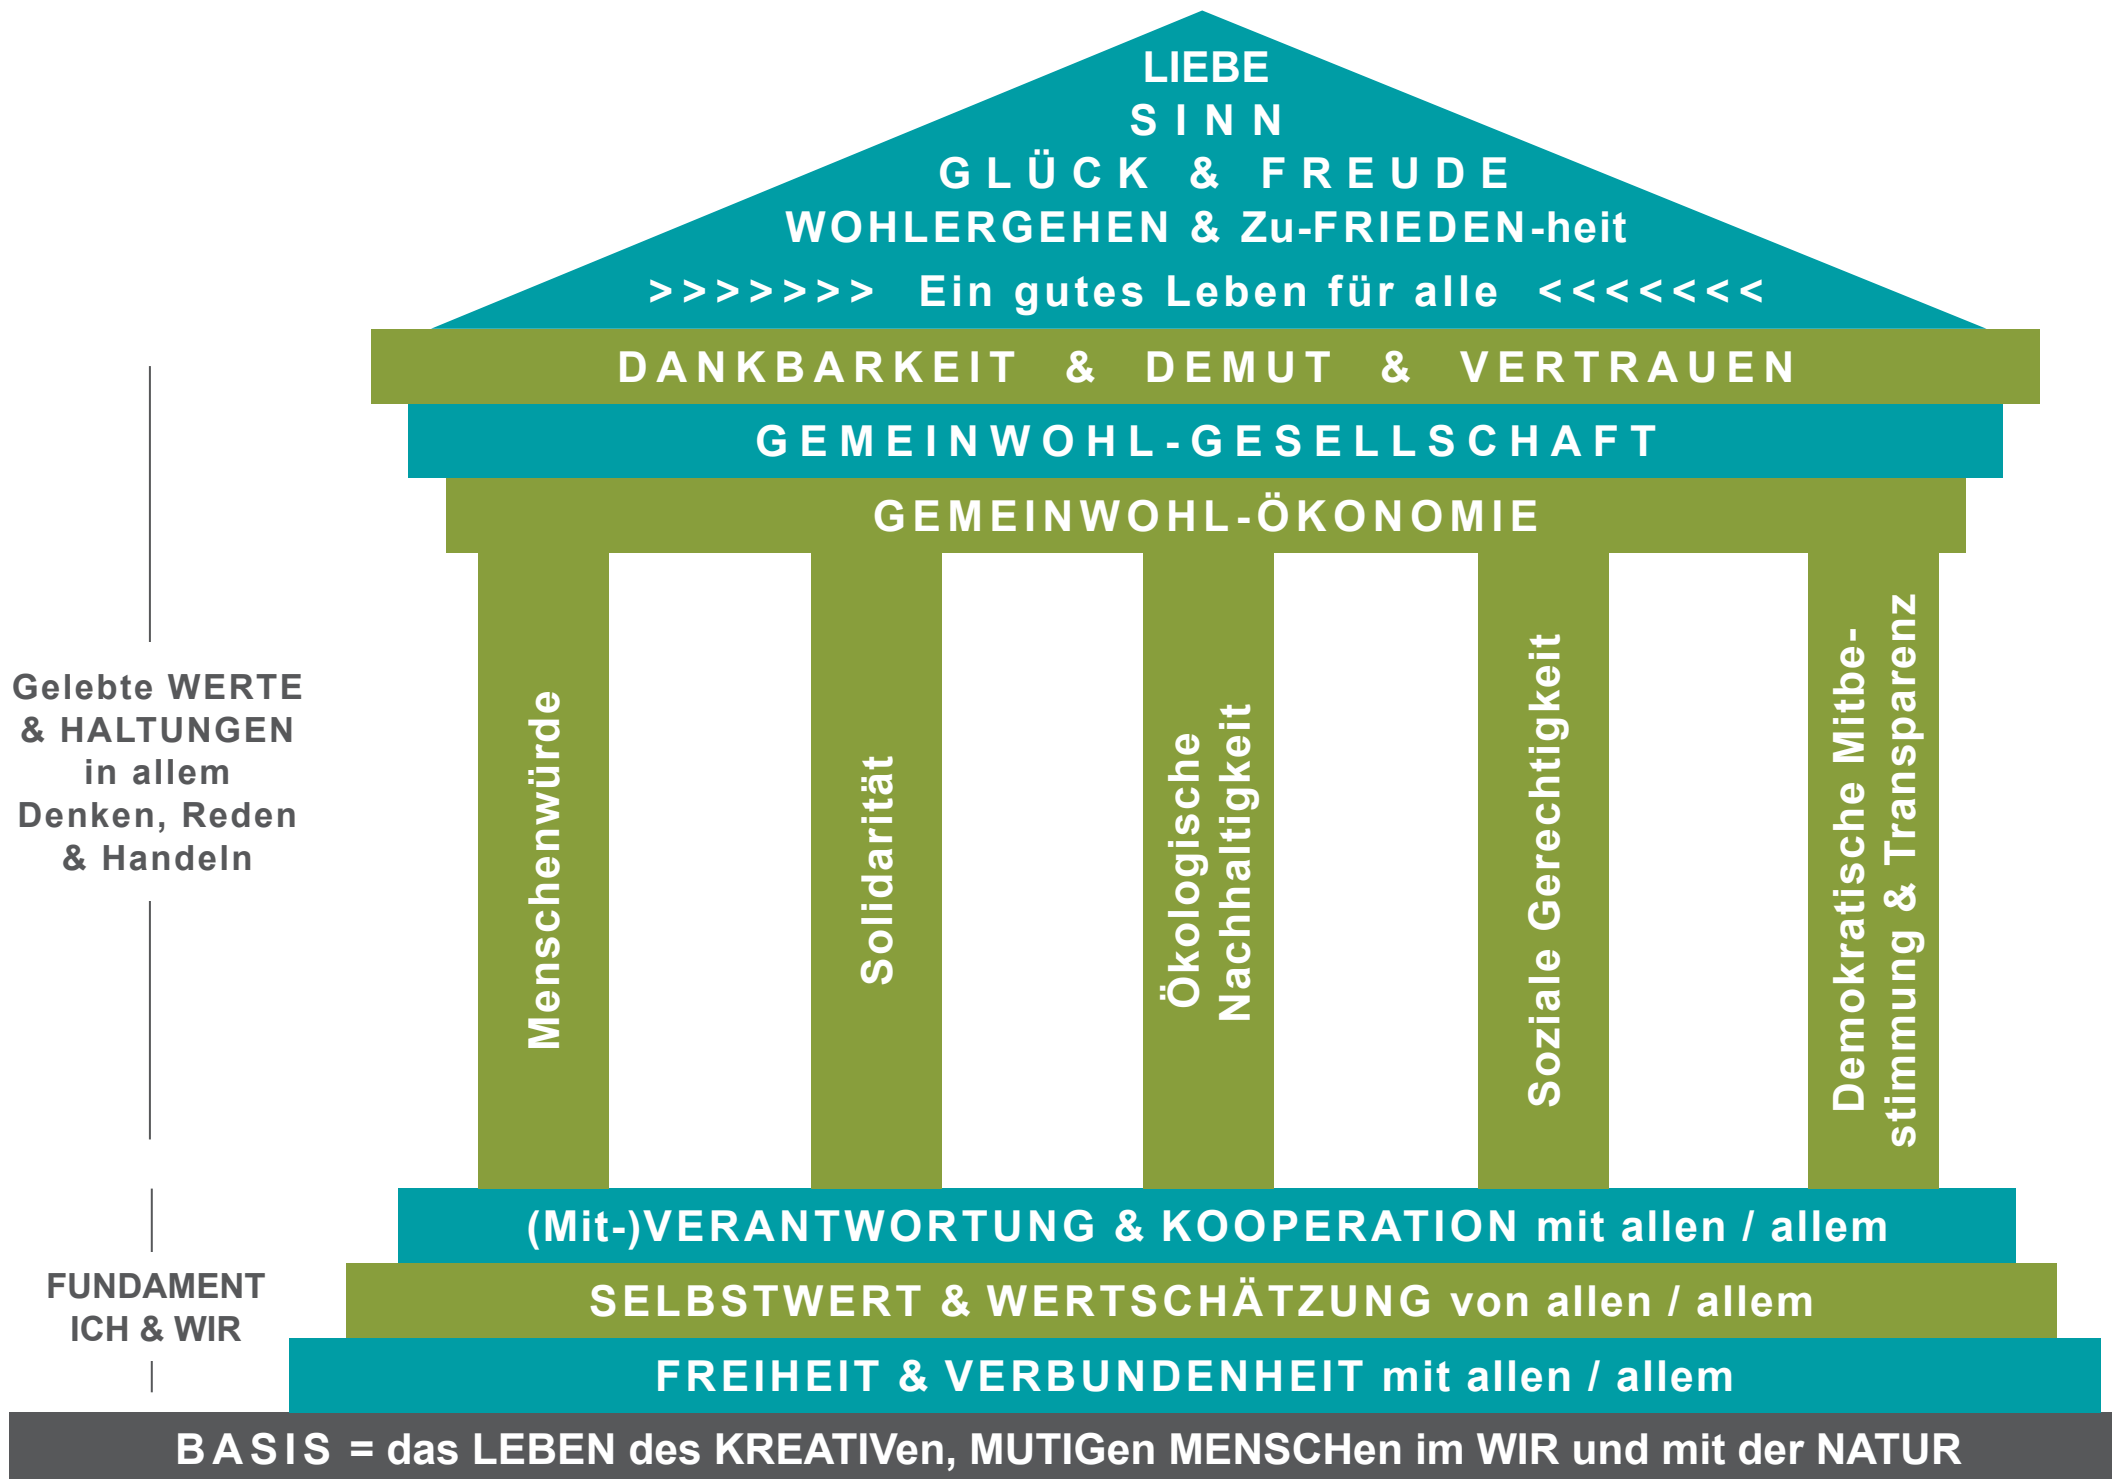 LIEBE
SINN
GLÜCK & FREUDE
WOHLERGEHEN & Zu-FRIEDEN-heit
>>>>>>> Ein gutes Leben für alle <<<<<<<
DANKBARKEIT & DEMUT & VERTRAUEN
GEMEINWOHL-GESELLSCHAFT
GEMEINWOHL-ÖKONOMIE
Gelebte WERTE
& HALTUNGEN
in allem
Denken, Reden
& Handeln
Menschenwürde
Solidarität
Ökologische
Nachhaltigkeit
Soziale Gerechtigkeit
Demokratische Mitbe-
stimmung & Transparenz
FUNDAMENT
ICH & WIR
(Mit-)VERANTWORTUNG & KOOPERATION mit allen / allem
SELBSTWERT & WERTSCHÄTZUNG von allen / allem
FREIHEIT & VERBUNDENHEIT mit allen / allem
BASIS = das LEBEN des KREATIVen, MUTIGen MENSCHen im WIR und mit der NATUR